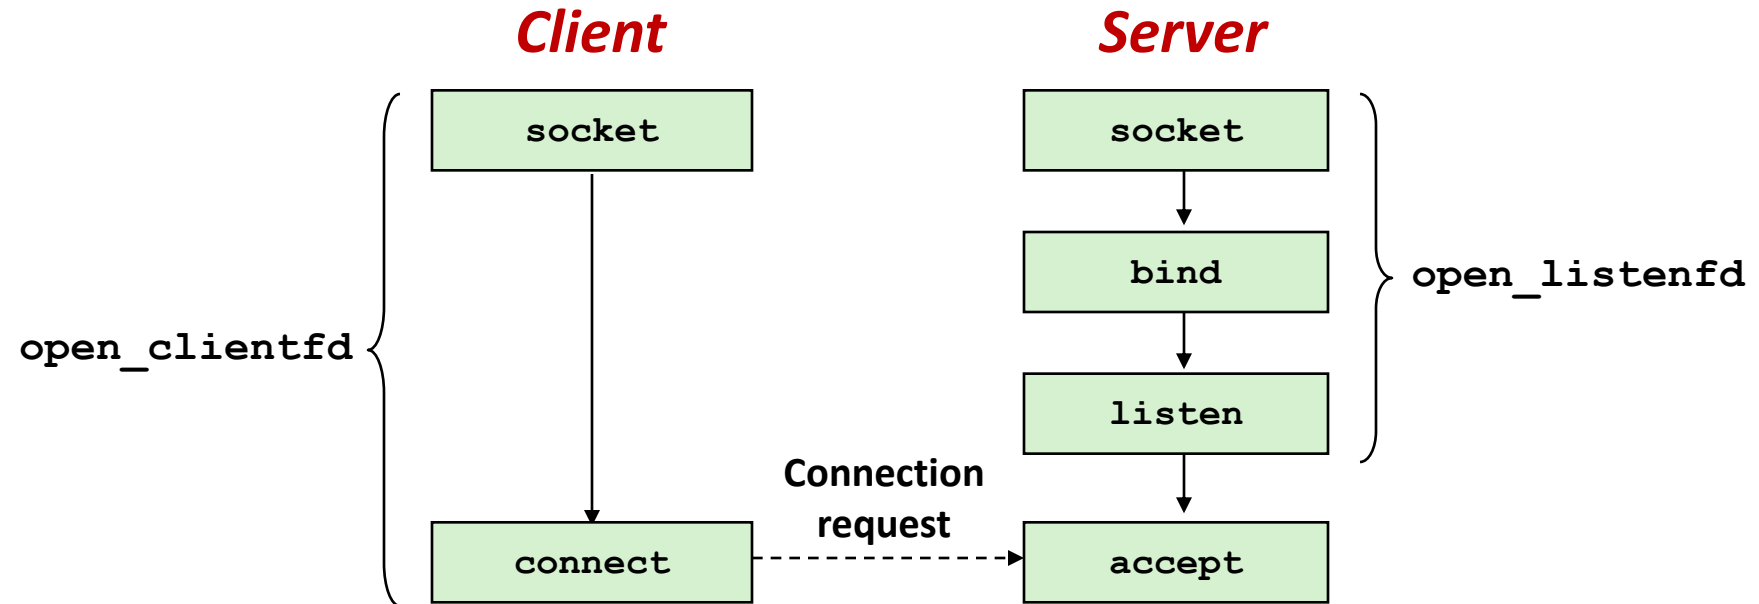 Client
Server
socket
socket
bind
open_listenfd
open_clientfd
listen
Connection
request
connect
accept